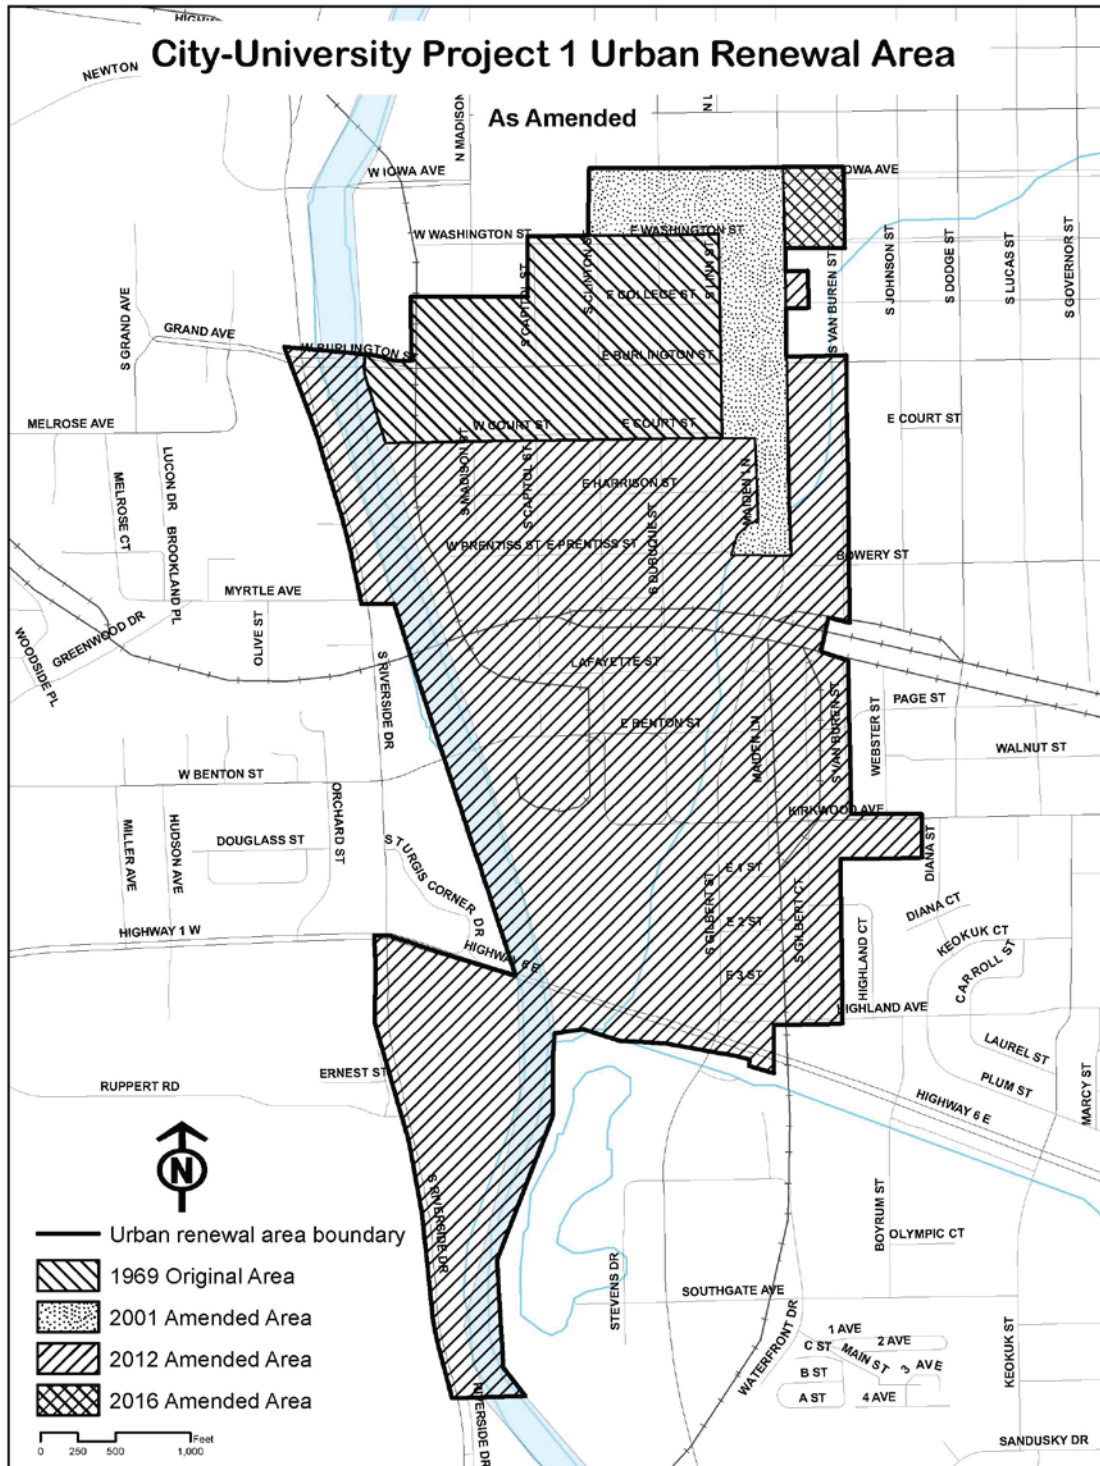 City-University Project 1 Urban Renewal Area
As Amended
NEWTON
N MADISON
W IOWA AVE
IOWA AVE
W WASHINGTON ST
E WASHINGTON ST
S CLINTON ST
S LINN ST
S CAPITOL ST
E COLLEGE ST
S VAN BUREN ST
S JOHNSON ST
S DODGE ST
S LUCAS ST
S GOVERNOR ST
S GRAND AVE
GRAND AVE
W BURLINGTON ST
E BURLINGTON ST
MELROSE AVE
W COURT ST
E COURT ST
E COURT ST
LUCON DR
MELROSE CT
BROOKLAND PL
S MADISON ST
S CAPITOL ST
E HARRISON ST
MAIDEN LN
W PRENTISS ST
E PRENTISS ST
S DUBUQUE ST
BOWERY ST
MYRTLE AVE
GREENWOOD DR
WOODSIDE PL
OLIVE ST
S RIVERSIDE DR
LAFAYETTE ST
PAGE ST
E BENTON ST
MAIDEN LN
S VAN BUREN ST
WEBSTER ST
WALNUT ST
W BENTON ST
KIRKWOOD AVE
MILLER AVE
HUDSON AVE
DOUGLASS ST
ORCHARD ST
STURGIS CORNER DR
DIANA ST
E 1 ST
S GILBERT ST
S GILBERT CT
E 2 ST
E 3 ST
HIGHLAND CT
DIANA CT
KEOKUK CT
CARROLL ST
HIGHWAY 1 W
HIGHWAY 6 E
HIGHLAND AVE
LAUREL ST
PLUM ST
MARCY ST
ERNEST ST
RUPPERT RD
HIGHWAY 6 E
N
S RIVERSIDE DR
BOYRUM ST
OLYMPIC CT
STEVENS DR
SOUTHGATE AVE
WATERFRONT DR
1 AVE
2 AVE
C ST
MAIN ST
3 AVE
B ST
A ST
4 AVE
KEOKUK ST
SANDUSKY DR
RIVERSIDE DR
Urban renewal area boundary
1969 Original Area
2001 Amended Area
2012 Amended Area
2016 Amended Area
Feet
0 250 500 1,000